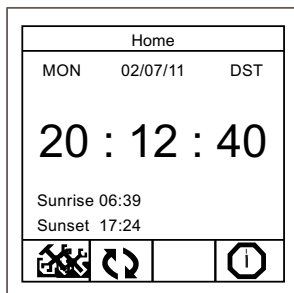 Home
MON 02/07/11 DST
20 : 12 : 40
Sunrise 06:39
Sunset 17:24
i